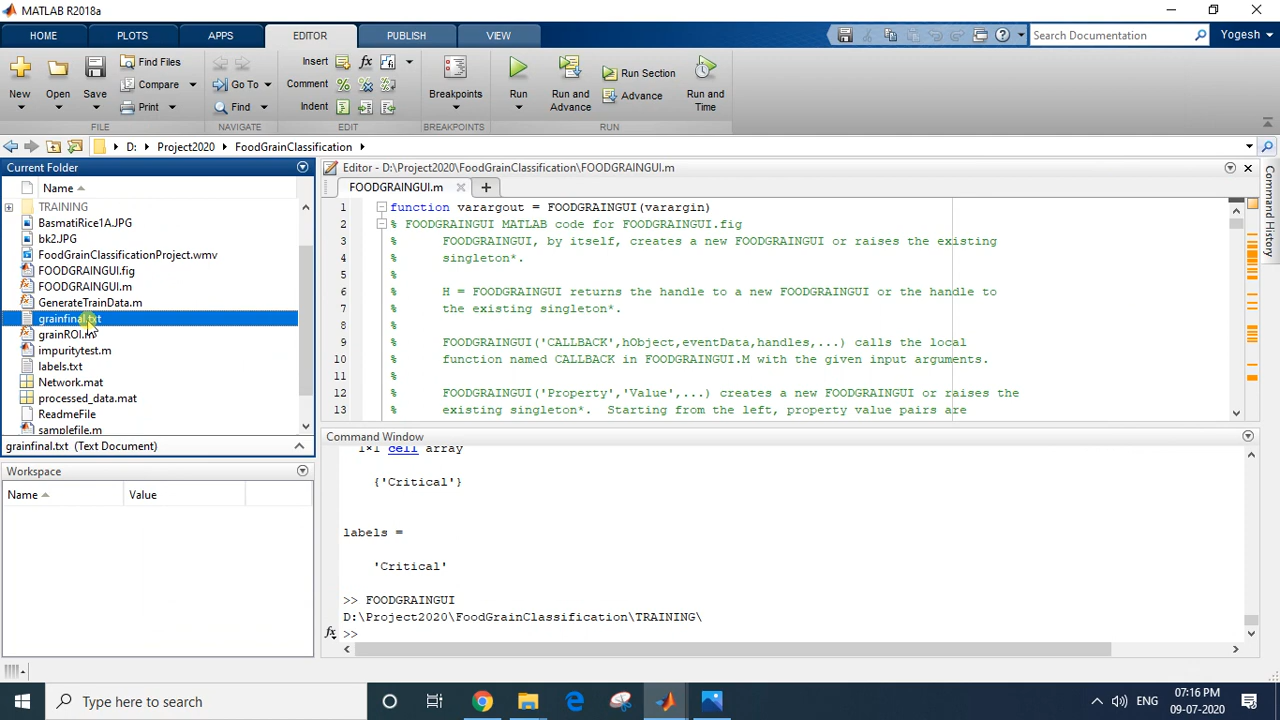 MATLAB R2018a
HOME PLOTS APPS EDITOR PUBLISH VIEW Search Documentation Yogesh
New Open Save Find Files Compare Print Go To Find Insert Comment Indent Breakpoints Run Run and Advance Run Section Advance Run and Time
FILE NAVIGATE EDIT BREAKPOINTS RUN
D: Project2020 FoodGrainClassification
Current Folder
Name
TRAINING
BasmatiRice1A.JPG
bk2.JPG
FoodGrainClassificationProject.wmv
FOODGRAINGUI.fig
FOODGRAINGUI.m
GenerateTrainData.m
grainfinal.txt
grainROI.m
impuritytest.m
labels.txt
Network.mat
processed_data.mat
ReadmeFile
samplefile.m
grainfinal.txt (Text Document)
Workspace
Name Value
Editor - D:\Project2020\FoodGrainClassification\FOODGRAINGUI.m
FOODGRAINGUI.m
1 function varargout = FOODGRAINGUI(varargin)
2 % FOODGRAINGUI MATLAB code for FOODGRAINGUI.fig
3 % FOODGRAINGUI, by itself, creates a new FOODGRAINGUI or raises the existing
4 % singleton*.
5 %
6 % H = FOODGRAINGUI returns the handle to a new FOODGRAINGUI or the handle to
7 % the existing singleton*.
8 %
9 % FOODGRAINGUI('CALLBACK',hObject,eventData,handles,...) calls the local
10 % function named CALLBACK in FOODGRAINGUI.M with the given input arguments.
11 %
12 % FOODGRAINGUI('Property','Value',...) creates a new FOODGRAINGUI or raises the
13 % existing singleton*. Starting from the left, property value pairs are
Command Window
1×1 cell array
{'Critical'}
labels =
'Critical'
>> FOODGRAINGUI
D:\Project2020\FoodGrainClassification\TRAINING\
fx >>
Command History
Type here to search
ENG
07:16 PM
09-07-2020